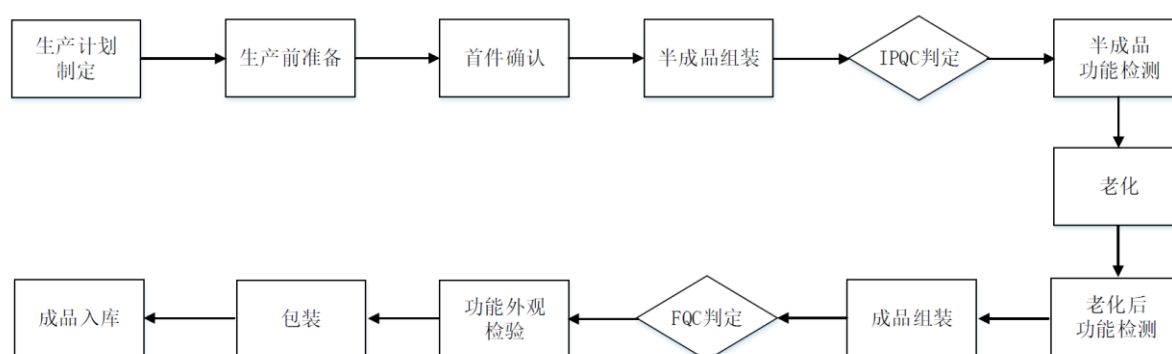 生产计划
制定
生产前准备
首件确认
半成品组装
IPQC判定
半成品
功能检测
老化
老化后
功能检测
成品组装
FQC判定
功能外观
检验
包装
成品入库